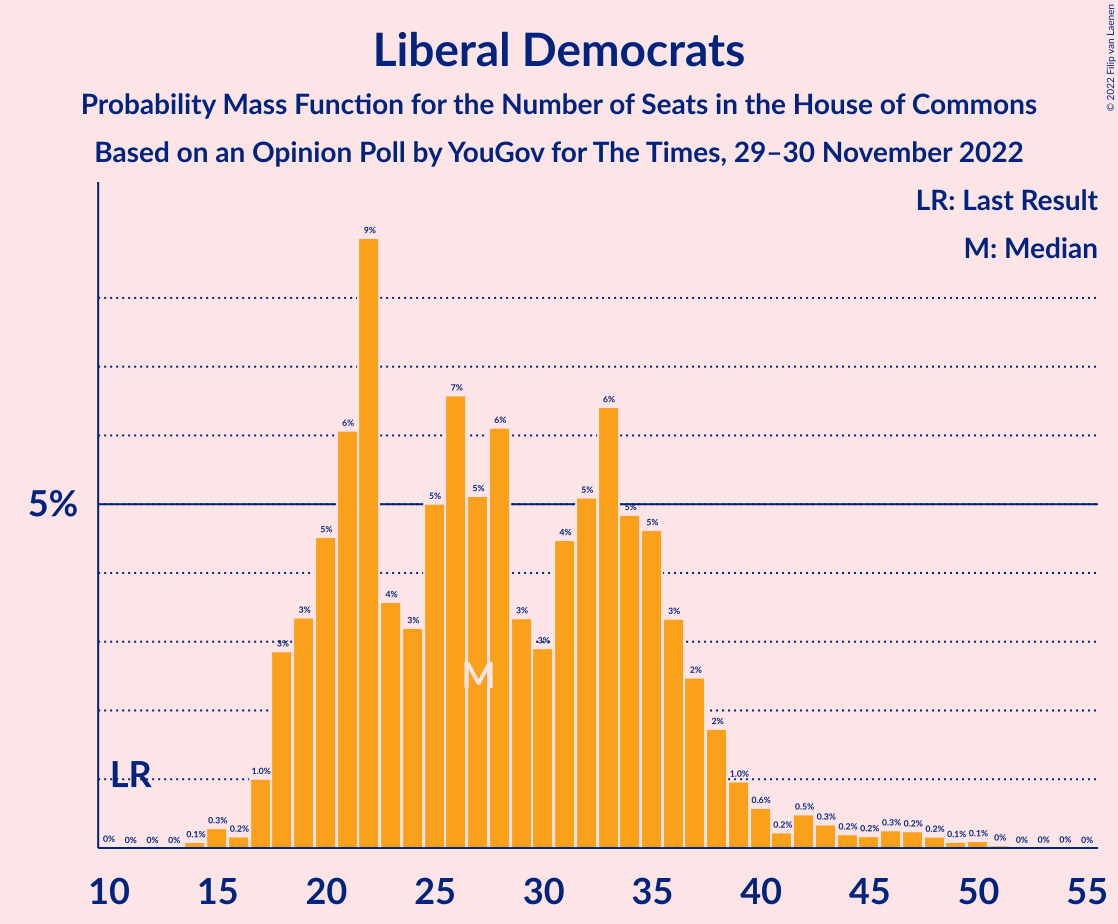 Liberal Democrats
Probability Mass Function for the Number of Seats in the House of Commons
Based on an Opinion Poll by YouGov for The Times, 29–30 November 2022
© 2022 Filip van Laenen
LR: Last Result
M: Median
5%
0% 0% 0% 0% 0.1% 0.3% 0.2% 1.0% 3% 3% 5% 6% 9% 4% 3% 5% 7% 5% 6% 3% 3% 4% 5% 6% 5% 5% 3% 2% 2% 1.0% 0.6% 0.2% 0.5% 0.3% 0.2% 0.2% 0.3% 0.2% 0.2% 0.1% 0.1% 0% 0% 0% 0% 0%
M
LR
10 15 20 25 30 35 40 45 50 55